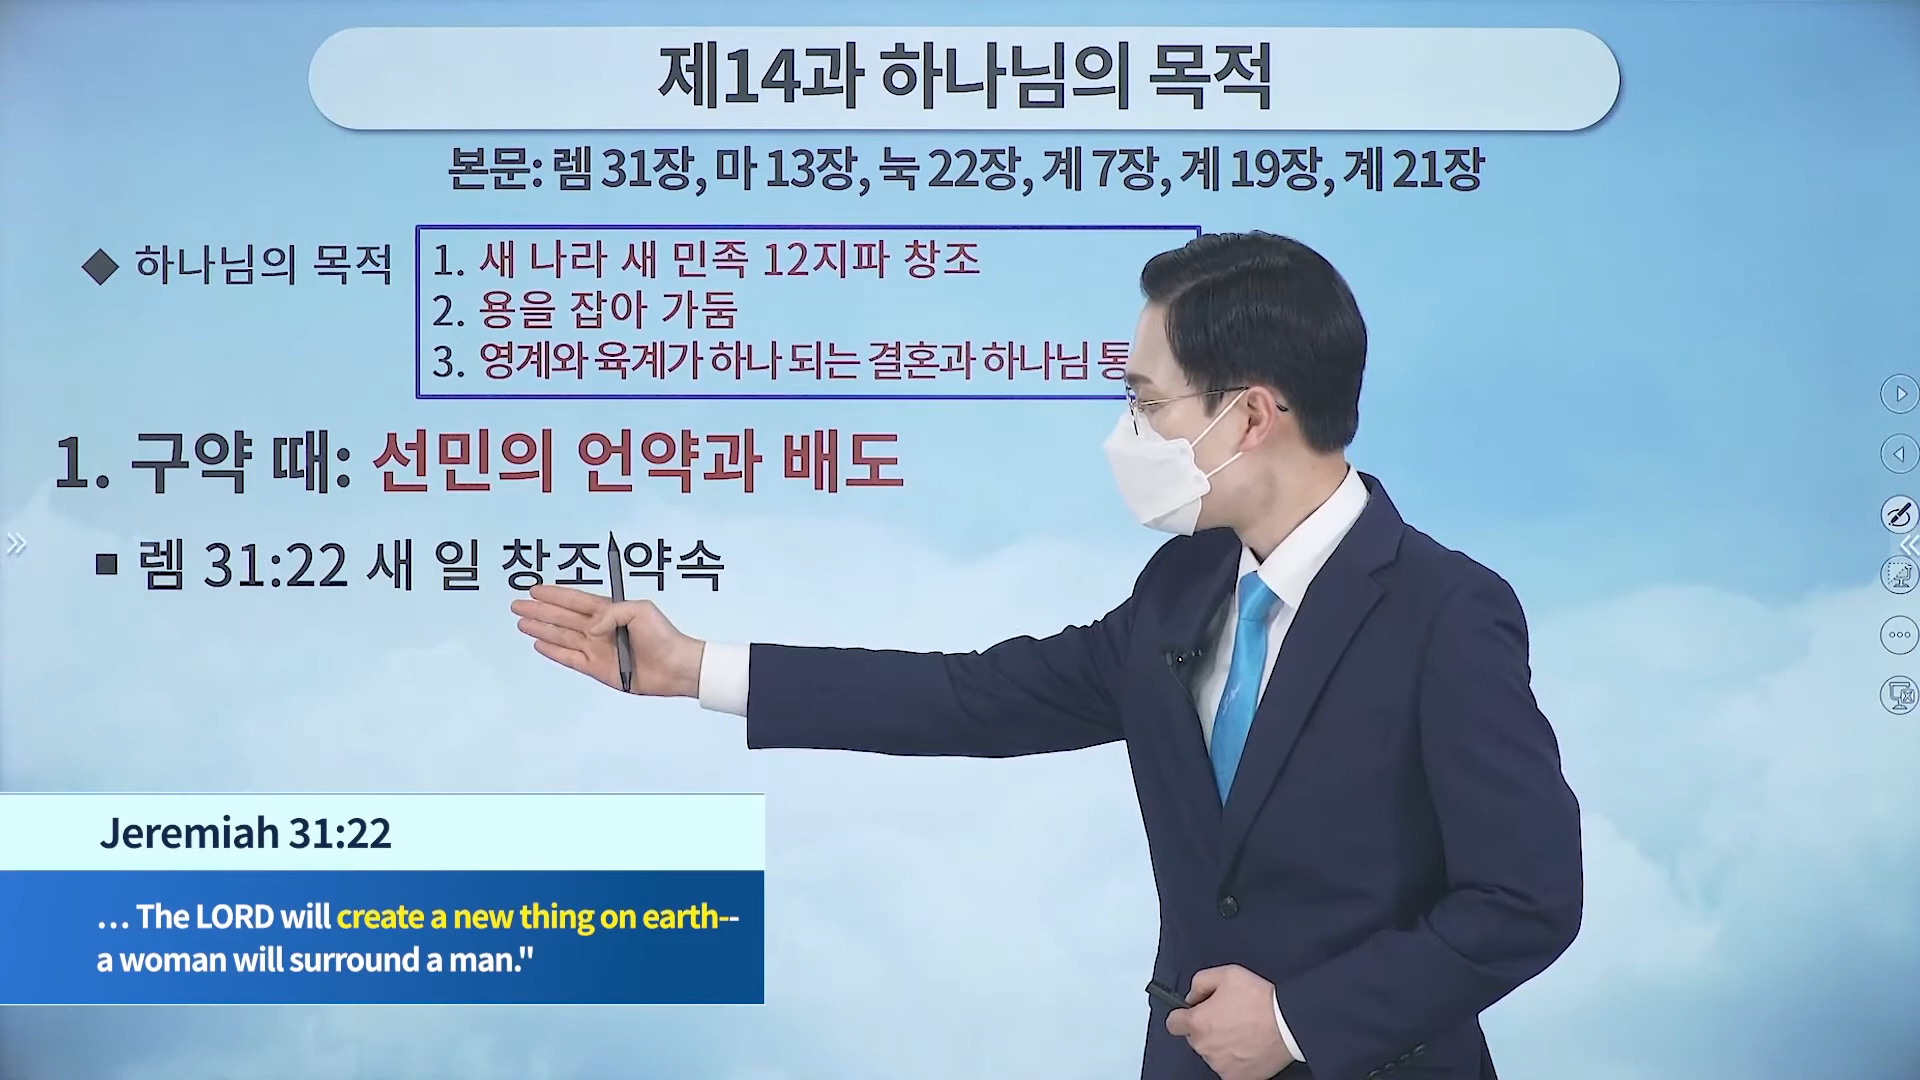 제14과 하나님의 목적
본문: 렘 31장, 마 13장, 눅 22장, 계 7장, 계 19장, 계 21장
◆ 하나님의 목적
1. 새 나라 새 민족 12지파 창조
2. 용을 잡아 가둠
3. 영계와 육계가 하나 되는 결혼과 하나님
1. 구약 때: 선민의 언약과 배도
■ 렘 31:22 새 일 창조 약속
Jeremiah 31:22
… The LORD will create a new thing on earth--
a woman will surround a man."